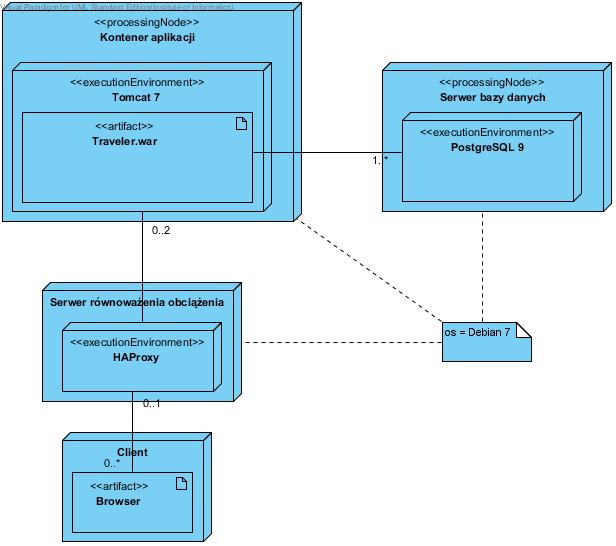 Visual Paradigm for UML Standard Edition(Institute of Informatics)
<<processingNode>>
Kontener aplikacji
<<executionEnvironment>>
Tomcat 7
<<artifact>>
Traveler.war
<<processingNode>>
Serwer bazy danych
<<executionEnvironment>>
PostgreSQL 9
1..*
0..2
Serwer równoważenia obciążenia
<<executionEnvironment>>
HAProxy
os = Debian 7
0..1
Client
0..*
<<artifact>>
Browser